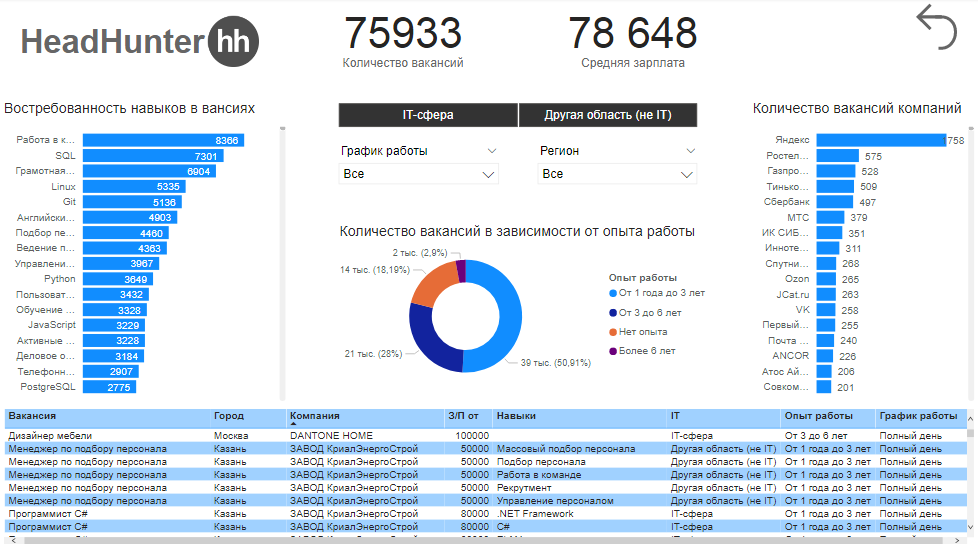 HeadHunter hh
75933
Количество вакансий
78 648
Средняя зарплата
Востребованность навыков в вансиях
Работа в к... 8366
SQL 7301
Грамотная... 6904
Linux 5335
Git 5136
Английски... 4903
Подбор пе... 4460
Ведение п... 4363
Управлени... 3967
Python 3649
Пользоват... 3432
Обучение ... 3328
JavaScript 3229
Активные ... 3228
Деловое о... 3184
Телефонн... 2907
PostgreSQL 2775
IT-сфера
Другая область (не IT)
График работы
Все
Регион
Все
Количество вакансий в зависимости от опыта работы
2 тыс. (2,9%)
14 тыс. (18,19%)
21 тыс. (28%)
39 тыс. (50,91%)
Опыт работы
От 1 года до 3 лет
От 3 до 6 лет
Нет опыта
Более 6 лет
Количество вакансий компаний
Яндекс 1758
Ростел... 575
Газпро... 528
Тинько... 509
Сбербанк 497
МТС 379
ИК СИБ... 351
Инноте... 311
Спутни... 268
Ozon 265
JCat.ru 263
VK 258
Первый... 255
Почта ... 240
ANCOR 226
Атос Ай... 206
Совком... 201
Вакансия Город Компания З/П от Навыки IT Опыт работы График работы
Дизайнер мебели Москва DANTONE HOME 100000 IT-сфера От 3 до 6 лет Полный день
Менеджер по подбору персонала Казань ЗАВОД КриалЭнергоСтрой 50000 Массовый подбор персонала Другая область (не IT) От 1 года до 3 лет Полный день
Менеджер по подбору персонала Казань ЗАВОД КриалЭнергоСтрой 50000 Подбор персонала Другая область (не IT) От 1 года до 3 лет Полный день
Менеджер по подбору персонала Казань ЗАВОД КриалЭнергоСтрой 50000 Работа в команде Другая область (не IT) От 1 года до 3 лет Полный день
Менеджер по подбору персонала Казань ЗАВОД КриалЭнергоСтрой 50000 Рекрутмент Другая область (не IT) От 1 года до 3 лет Полный день
Менеджер по подбору персонала Казань ЗАВОД КриалЭнергоСтрой 50000 Управление персоналом Другая область (не IT) От 1 года до 3 лет Полный день
Программист C# Казань ЗАВОД КриалЭнергоСтрой 80000 .NET Framework IT-сфера От 1 года до 3 лет Полный день
Программист C# Казань ЗАВОД КриалЭнергоСтрой 80000 C# IT-сфера От 1 года до 3 лет Полный день